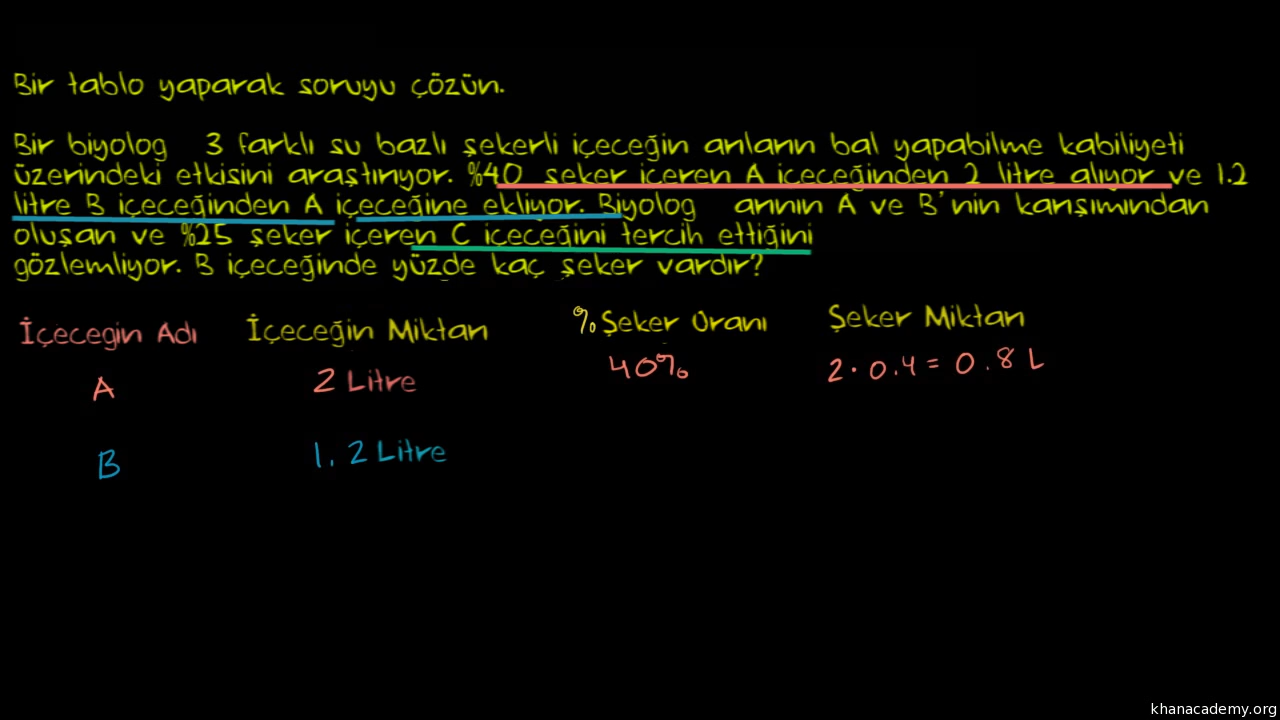 Bir tablo yaparak soruyu çözün.
Bir biyolog 3 farklı su bazlı şekerli içeceğin arıların bal yapabilme kabiliyeti
üzerindeki etkisini araştırıyor. %40 şeker içeren A içeceğinden 2 litre alıyor ve 1.2
litre B içeceğinden A içeceğine ekliyor. Biyolog arının A ve B'nin karışımından
oluşan ve %25 şeker içeren C içeceğini tercih ettiğini
gözlemliyor. B içeceğinde yüzde kaç şeker vardır?
İçeceğin Adı İçeceğin Miktarı % Şeker Oranı Şeker Miktarı
A 2 Litre 40% 2 · 0.4 = 0.8 L
B 1.2 Litre
khanacademy.org